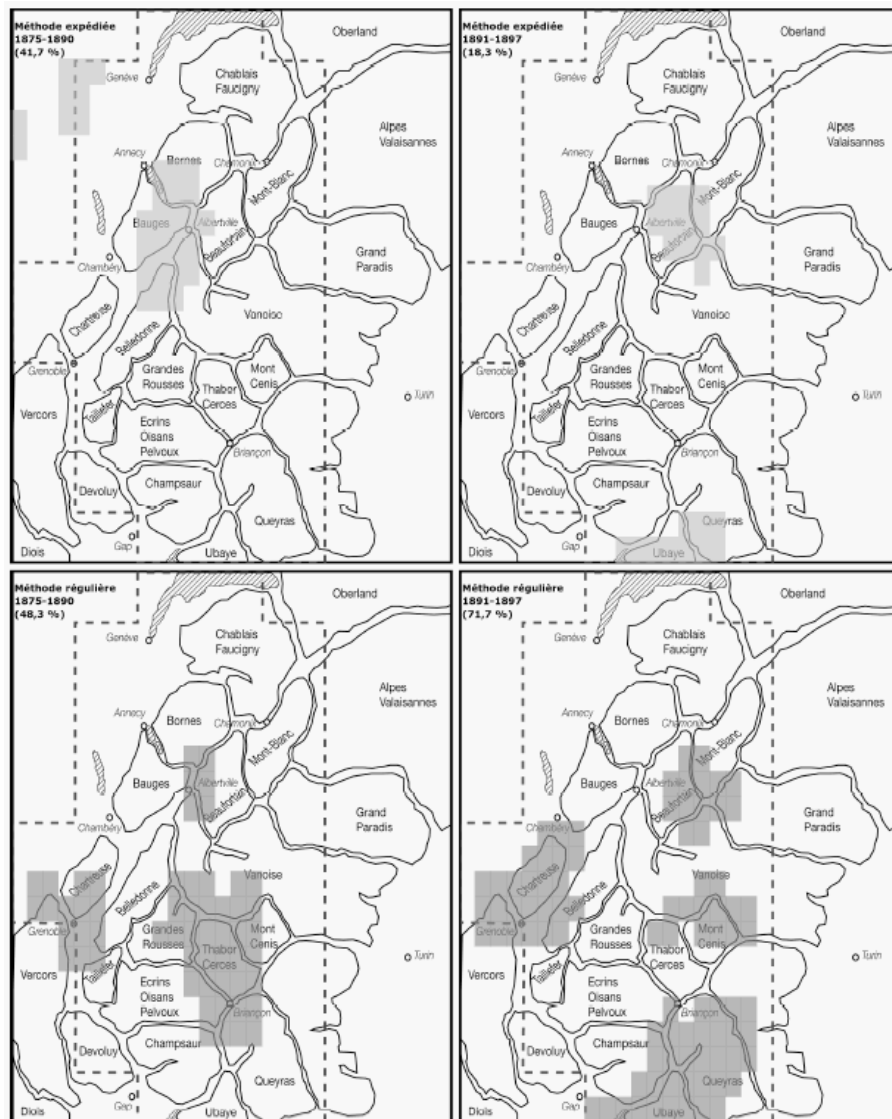 Méthode expédiée
1875-1890
(41,7 %)
Oberland
Genève
Chablais
Faucigny
Alpes
Valaisannes
Annecy
Bornes
Chamonix
Mont-Blanc
Bauges
Albertville
Beaufortain
Grand
Paradis
Chambéry
Vanoise
Chartreuse
Belledonne
Grenoble
Grandes
Rousses
Mont
Cenis
Thabor
Cerces
Turin
Vercors
Taillefer
Ecrins
Oisans
Pelvoux
Briançon
Devoluy
Champsaur
Queyras
Gap
Diois
Ubaye
Méthode expédiée
1891-1897
(18,3 %)
Oberland
Genève
Chablais
Faucigny
Alpes
Valaisannes
Annecy
Bornes
Chamonix
Mont-Blanc
Bauges
Albertville
Beaufortain
Grand
Paradis
Chambéry
Vanoise
Chartreuse
Belledonne
Grenoble
Grandes
Rousses
Mont
Cenis
Thabor
Cerces
Turin
Vercors
Taillefer
Ecrins
Oisans
Pelvoux
Briançon
Devoluy
Champsaur
Queyras
Gap
Diois
Ubaye
Méthode régulière
1875-1890
(48,3 %)
Oberland
Genève
Chablais
Faucigny
Alpes
Valaisannes
Annecy
Bornes
Chamonix
Mont-Blanc
Bauges
Albertville
Beaufortain
Grand
Paradis
Chambéry
Vanoise
Chartreuse
Belledonne
Grenoble
Grandes
Rousses
Mont
Cenis
Thabor
Cerces
Turin
Vercors
Taillefer
Ecrins
Oisans
Pelvoux
Briançon
Devoluy
Champsaur
Queyras
Gap
Diois
Ubaye
Méthode régulière
1891-1897
(71,7 %)
Oberland
Genève
Chablais
Faucigny
Alpes
Valaisannes
Annecy
Bornes
Chamonix
Mont-Blanc
Bauges
Albertville
Beaufortain
Grand
Paradis
Chambéry
Vanoise
Chartreuse
Belledonne
Grenoble
Grandes
Rousses
Mont
Cenis
Thabor
Cerces
Turin
Vercors
Taillefer
Ecrins
Oisans
Pelvoux
Briançon
Devoluy
Champsaur
Queyras
Gap
Diois
Ubaye